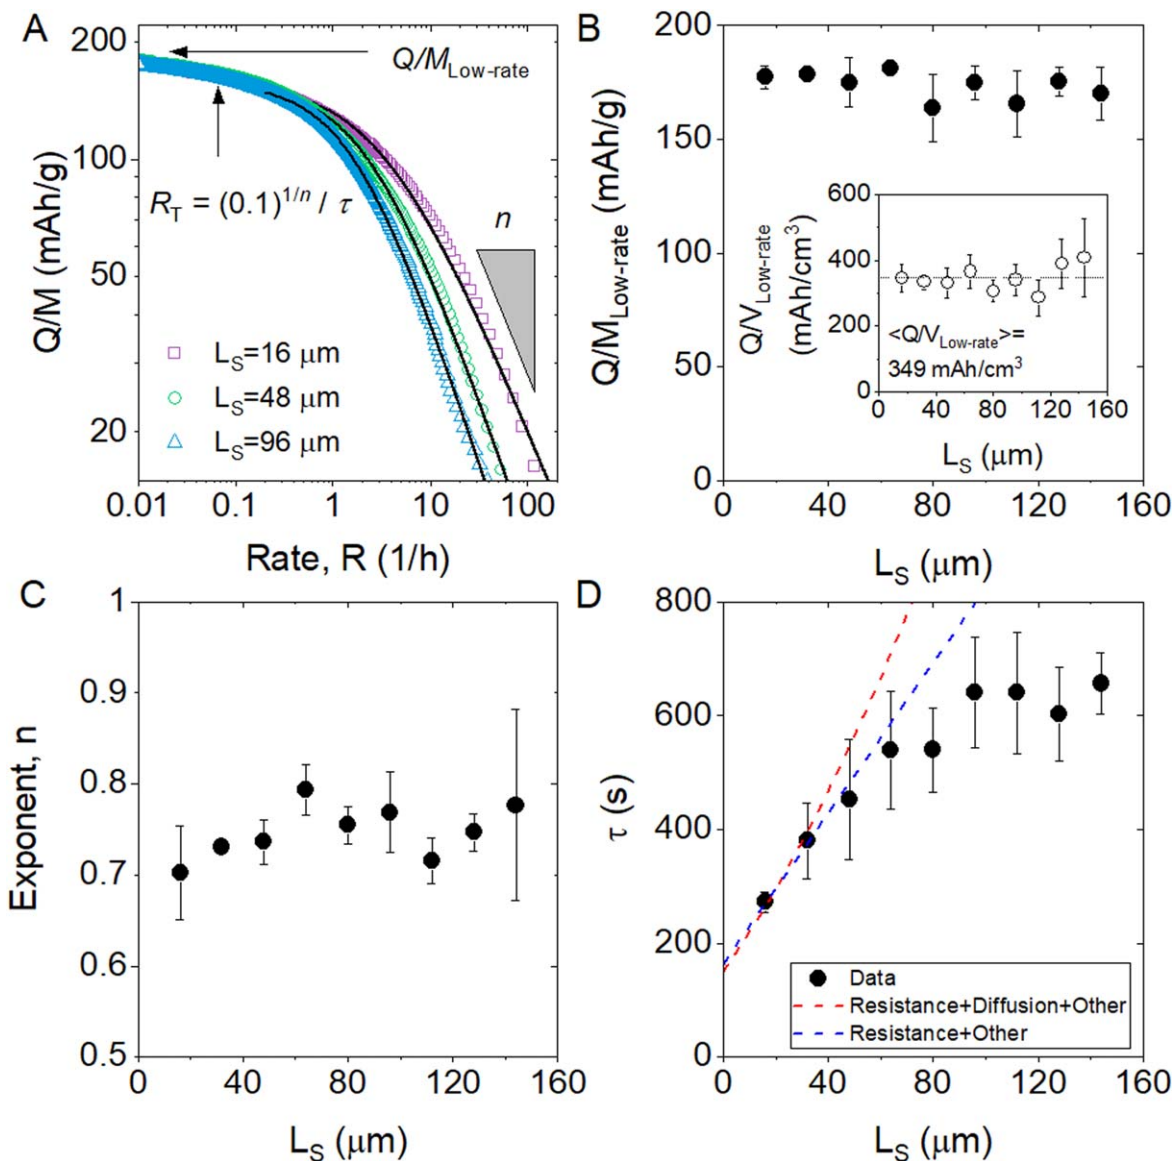 A
200
100
50
20
Q/M (mAh/g)
Q/M_Low-rate
R_T = (0.1)^1/n / τ
n
L_S=16 μm
L_S=48 μm
L_S=96 μm
0.01 0.1 1 10 100
Rate, R (1/h)
B
200
150
100
50
0
Q/M_Low-rate (mAh/g)
600
400
200
0
Q/V_Low-rate
(mAh/cm³)
<Q/V_Low-rate>=
349 mAh/cm³
0 40 80 120 160
L_S (μm)
0 40 80 120 160
L_S (μm)
C
1
0.9
0.8
0.7
0.6
0.5
Exponent, n
0 40 80 120 160
L_S (μm)
D
800
600
400
200
0
τ (s)
Data
Resistance+Diffusion+Other
Resistance+Other
0 40 80 120 160
L_S (μm)